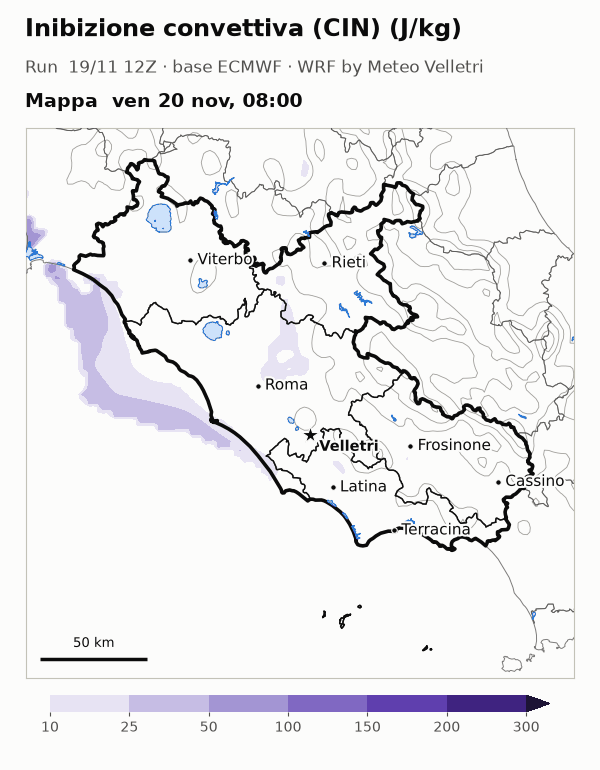 Inibizione convettiva (CIN) (J/kg)
Run  19/11 12Z · base ECMWF · WRF by Meteo Velletri
Mappa  ven 20 nov, 08:00
Viterbo
Rieti
Roma
Velletri
Frosinone
Cassino
Latina
Terracina
50 km
10 25 50 100 150 200 300